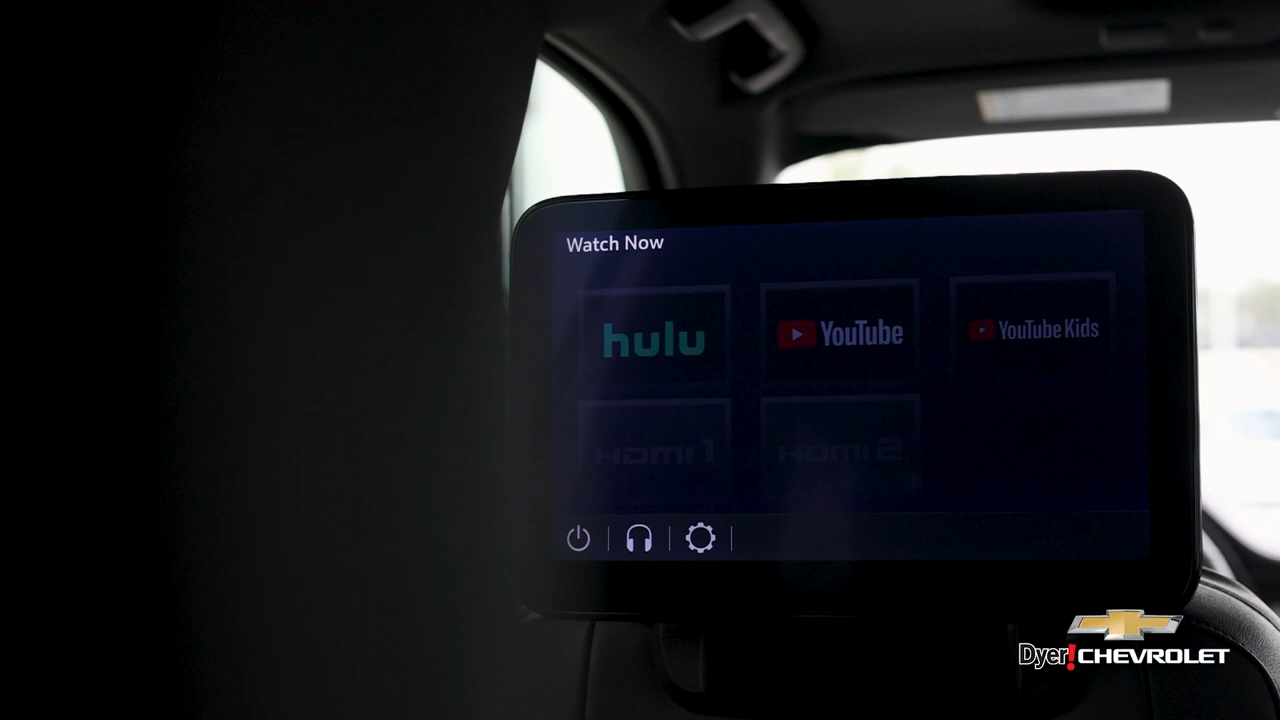 Watch Now
hulu
YouTube
YouTube Kids
HDMI 1
HDMI 2
Dyer! CHEVROLET